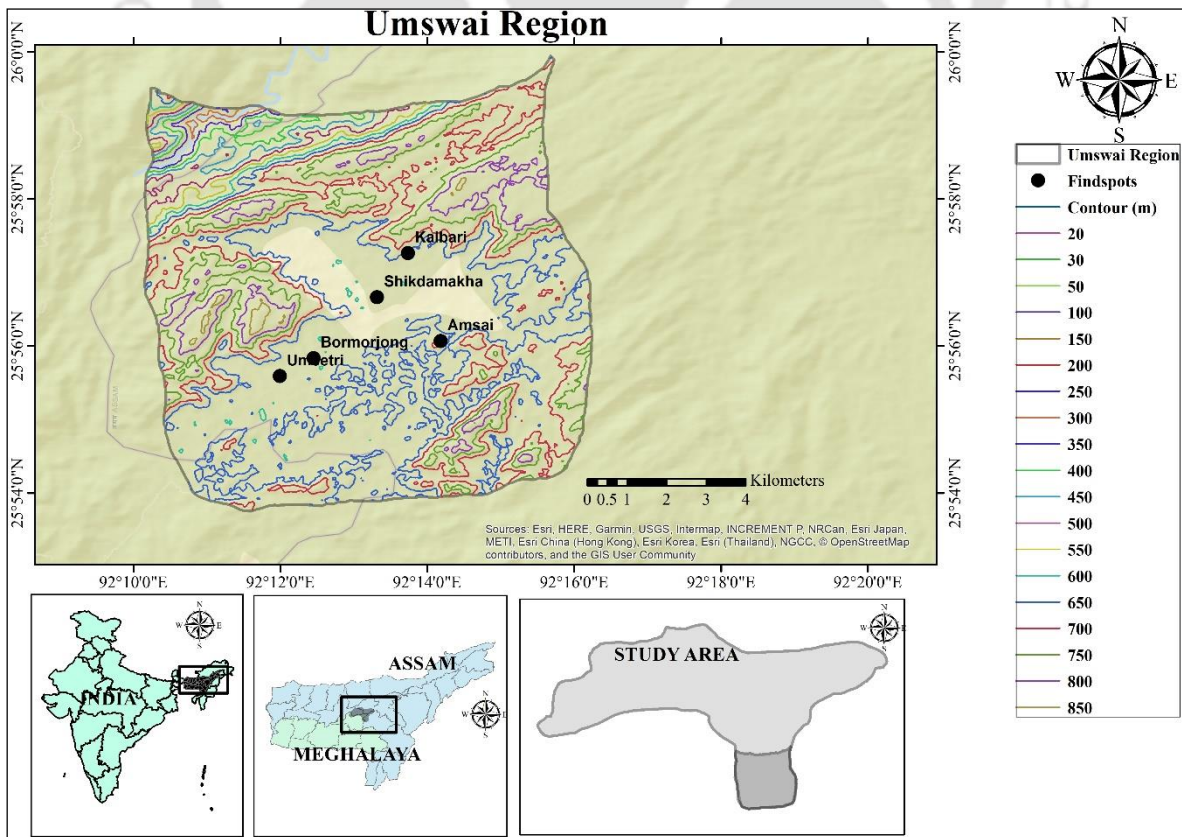 Umswai Region
26°0'0"N
25°58'0"N
25°56'0"N
25°54'0"N
26°0'0"N
25°58'0"N
25°56'0"N
25°54'0"N
Kalbari
Shikdamakha
Amsai
Bormorjong
0 0.5 1 2 3 4
Kilometers
Sources: Esri, HERE, Garmin, USGS, Intermap, INCREMENT P, NRCan, Esri Japan,
METI, Esri China (Hong Kong), Esri Korea, Esri (Thailand), NGCC, © OpenStreetMap
contributors, and the GIS User Community
92°10'0"E 92°12'0"E 92°14'0"E 92°16'0"E 92°18'0"E 92°20'0"E
N
W E
S
Umswai Region
Findspots
Contour (m)
20
30
50
100
150
200
250
300
350
400
450
500
550
600
650
700
750
800
850
INDIA
N
W E
S
ASSAM
MEGHALAYA
N
W E
S
STUDY AREA
N
W E
S